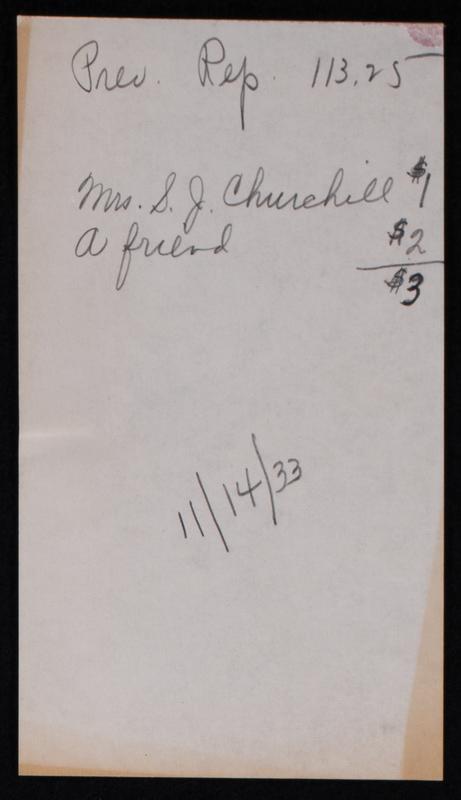 Prev. Rep. 113.25
Mrs. S. J. Churchill $1
A friend $2
$3
11/14/33